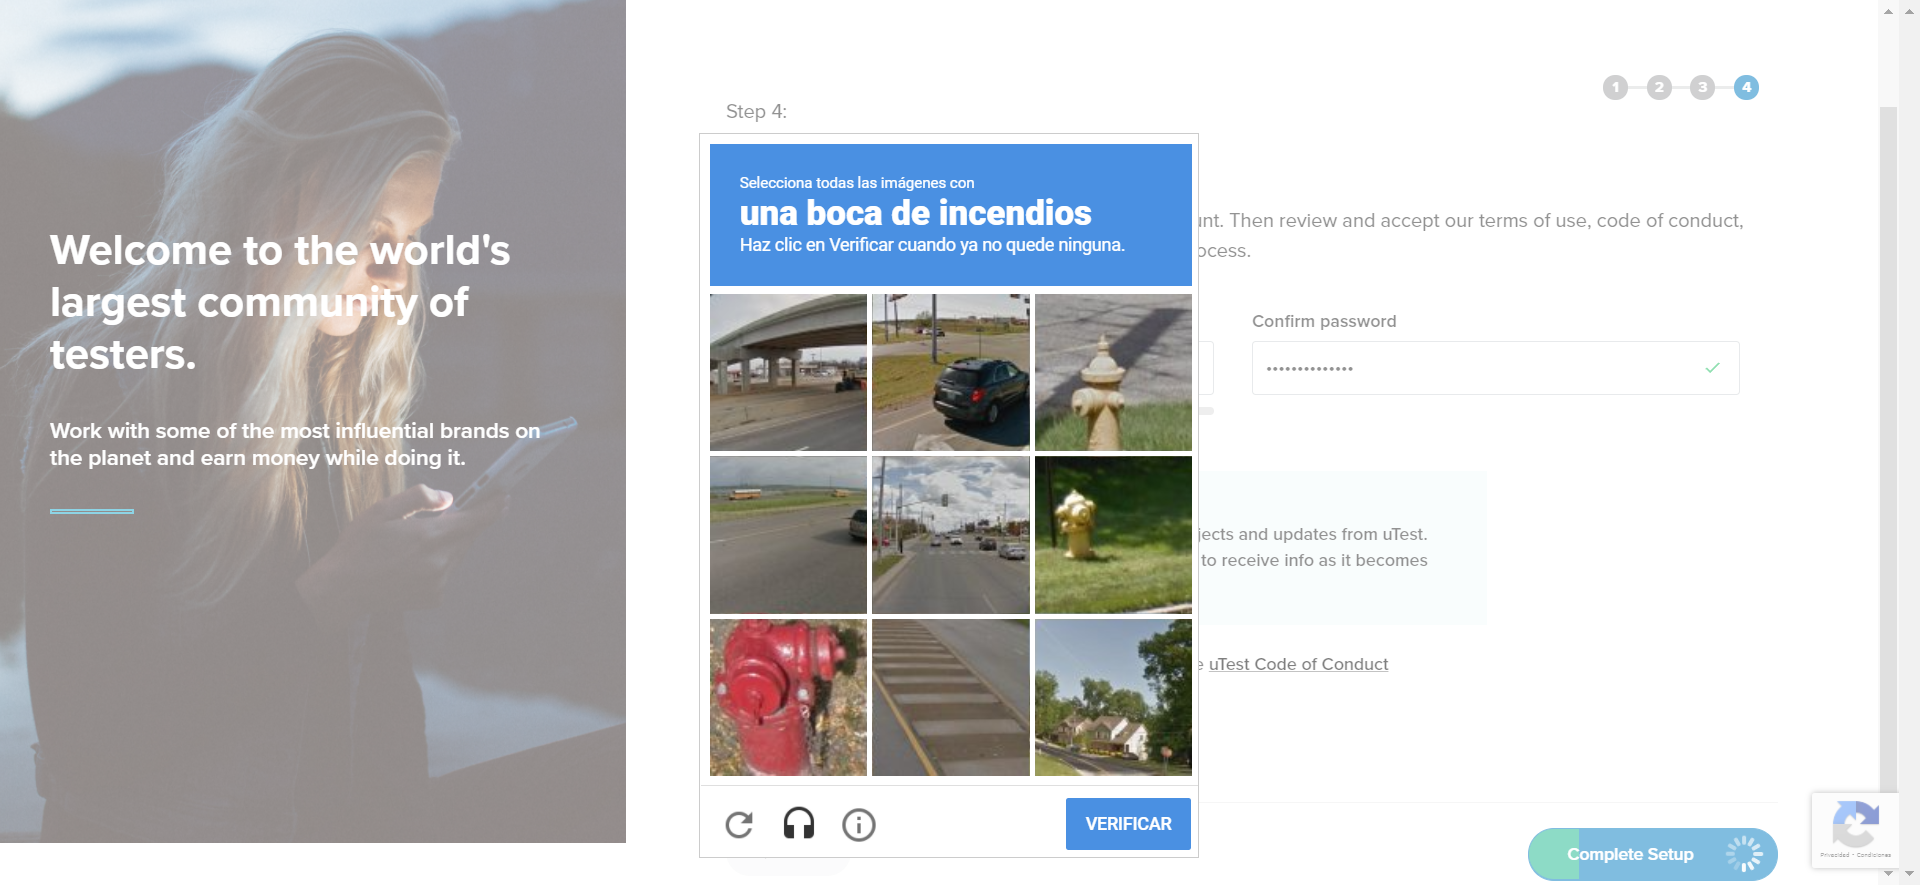 Welcome to the world's
largest community of
testers.
Work with some of the most influential brands on
the planet and earn money while doing it.
1 2 3 4
Step 4:
unt. Then review and accept our terms of use, code of conduct,
ocess.
Confirm password
jects and updates from uTest.
to receive info as it becomes
e uTest Code of Conduct
Selecciona todas las imágenes con
una boca de incendios
Haz clic en Verificar cuando ya no quede ninguna.
VERIFICAR
Complete Setup
Privacidad - Condiciones